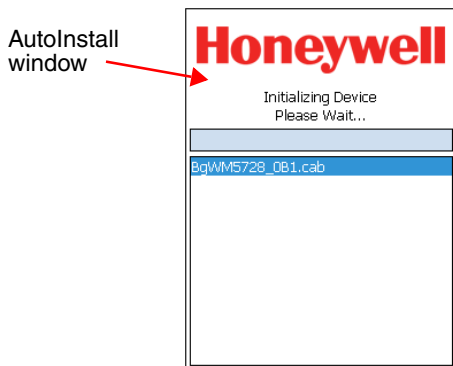 AutoInstall
window
Honeywell
Initializing Device
Please Wait...
BgWM5728_0B1.cab